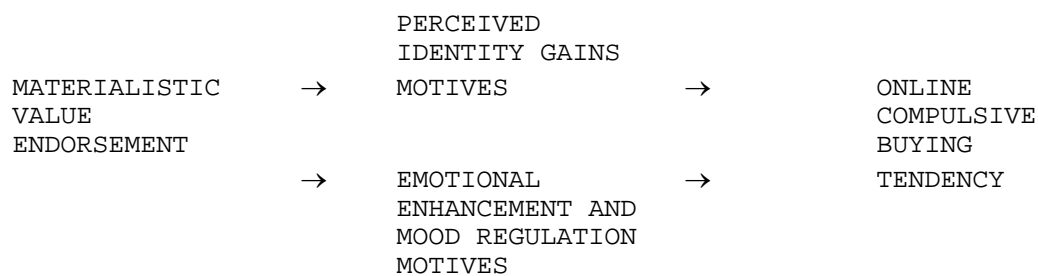 PERCEIVED
IDENTITY GAINS
MATERIALISTIC → MOTIVES → ONLINE
VALUE COMPULSIVE
ENDORSEMENT BUYING
→ EMOTIONAL → TENDENCY
ENHANCEMENT AND
MOOD REGULATION
MOTIVES